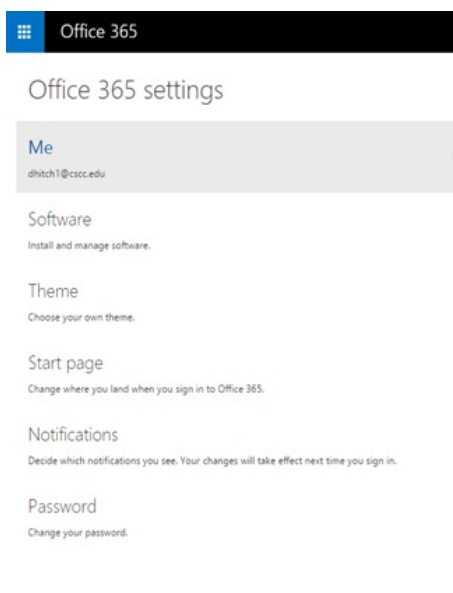 Office 365
Office 365 settings
Me
dhitch1@cscc.edu
Software
Install and manage software.
Theme
Choose your own theme.
Start page
Change where you land when you sign in to Office 365.
Notifications
Decide which notifications you see. Your changes will take effect next time you sign in.
Password
Change your password.